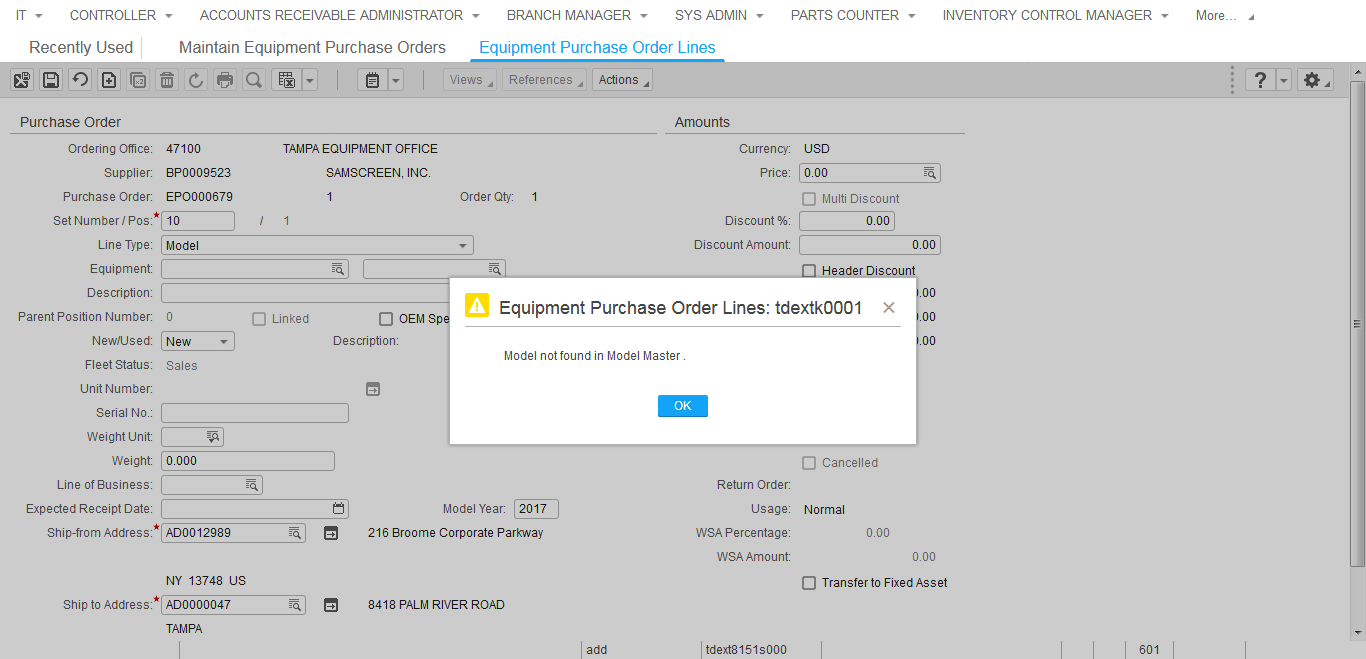 IT CONTROLLER ACCOUNTS RECEIVABLE ADMINISTRATOR BRANCH MANAGER SYS ADMIN PARTS COUNTER INVENTORY CONTROL MANAGER More...
Recently Used Maintain Equipment Purchase Orders Equipment Purchase Order Lines
Views References Actions ?
Purchase Order
Ordering Office: 47100 TAMPA EQUIPMENT OFFICE
Supplier: BP0009523 SAMSCREEN, INC.
Purchase Order: EPO000679 1 Order Qty: 1
Set Number / Pos:* 10 / 1
Line Type: Model
Equipment:
Description:
Parent Position Number: 0 Linked OEM Spe
New/Used: New Description:
Fleet Status: Sales
Unit Number:
Serial No.:
Weight Unit:
Weight: 0.000
Line of Business:
Expected Receipt Date: Model Year: 2017
Ship-from Address:* AD0012989 216 Broome Corporate Parkway
NY 13748 US
Ship to Address:* AD0000047 8418 PALM RIVER ROAD
TAMPA
Amounts
Currency: USD
Price: 0.00
Multi Discount
Discount %: 0.00
Discount Amount: 0.00
Header Discount
0.00
0.00
0.00
Cancelled
Return Order:
Usage: Normal
WSA Percentage: 0.00
WSA Amount: 0.00
Transfer to Fixed Asset
Equipment Purchase Order Lines: tdextk0001
Model not found in Model Master .
OK
add tdext8151s000 601